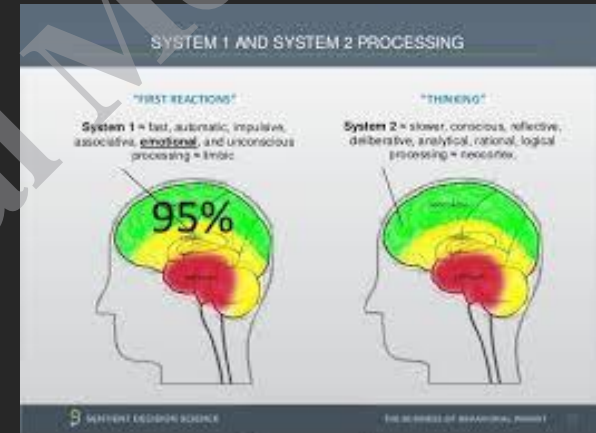 SYSTEM 1 AND SYSTEM 2 PROCESSING
"FIRST REACTIONS"
System 1 = fast, automatic, impulsive,
associative, emotional, and unconscious
processing = limbic
95%
"THINKING"
System 2 = slower, conscious, reflective,
deliberative, analytical, rational, logical
processing = neocortex.
SENTIENT DECISION SCIENCE
THE BUSINESS OF BEHAVIORAL INSIGHT